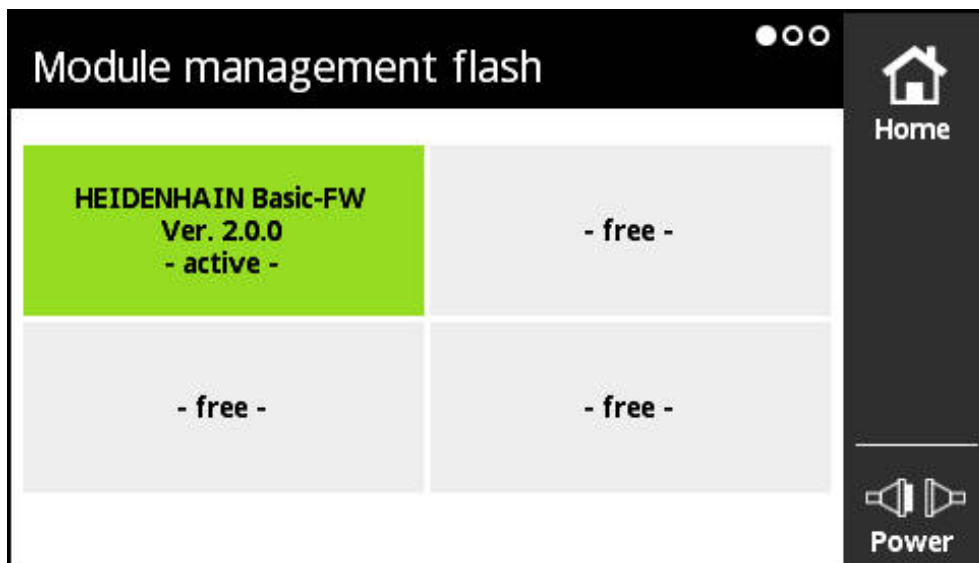 Module management flash
Home
HEIDENHAIN Basic-FW
Ver. 2.0.0
- active -
- free -
- free -
- free -
Power